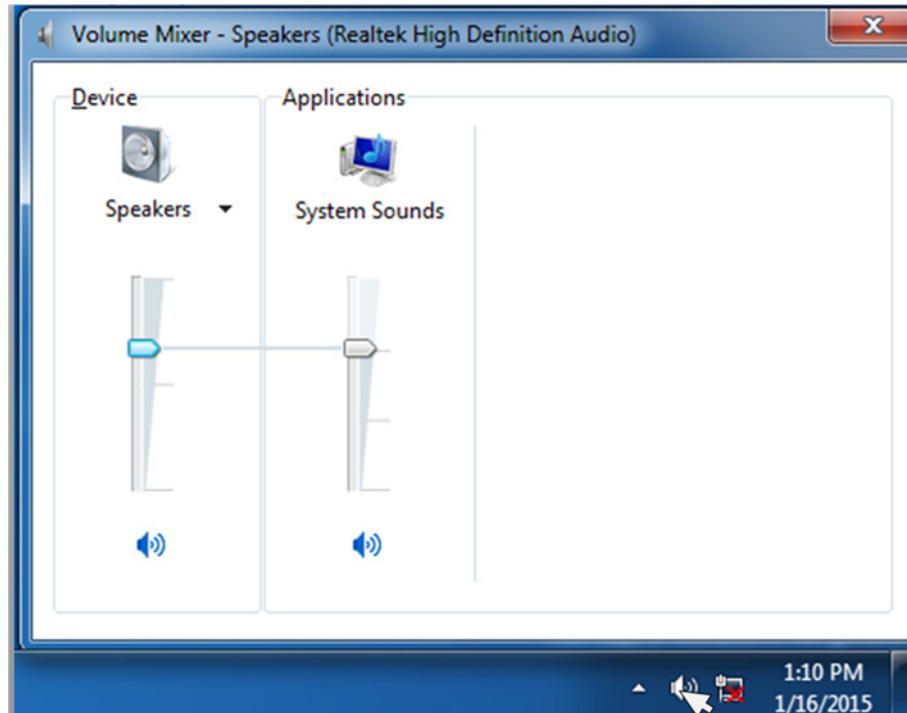 Volume Mixer - Speakers (Realtek High Definition Audio)
Device
Applications
Speakers
System Sounds
1:10 PM
1/16/2015